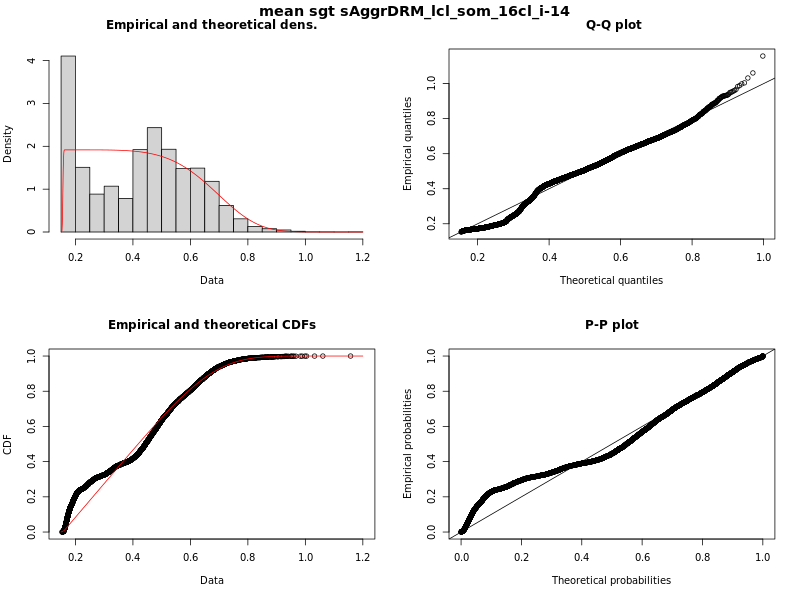 mean sgt sAggrDRM_lcl_som_16cl_i-14
Empirical and theoretical dens.
Density
0
1
2
3
4
0.2 0.4 0.6 0.8 1.0 1.2
Data
Q-Q plot
Empirical quantiles
0.2 0.4 0.6 0.8 1.0
0.2 0.4 0.6 0.8 1.0
Theoretical quantiles
Empirical and theoretical CDFs
CDF
0.0 0.2 0.4 0.6 0.8 1.0
0.2 0.4 0.6 0.8 1.0 1.2
Data
P-P plot
Empirical probabilities
0.0 0.2 0.4 0.6 0.8 1.0
0.0 0.2 0.4 0.6 0.8 1.0
Theoretical probabilities